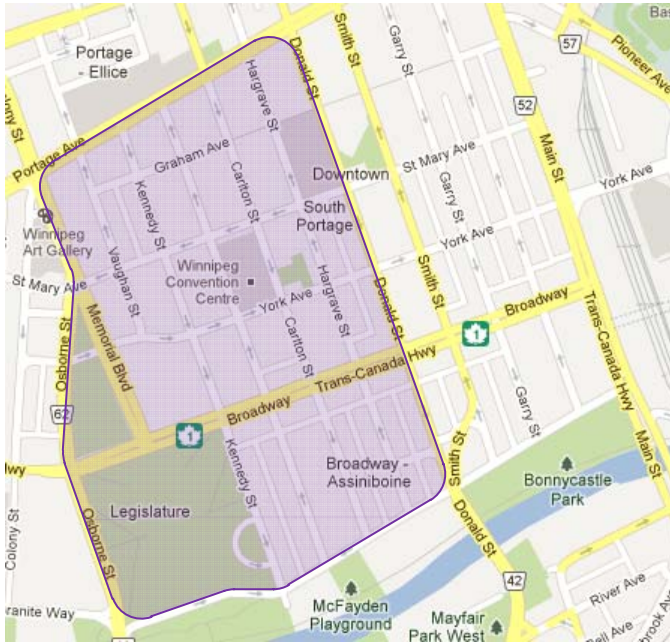 Bas
Portage
- Ellice
Smith St
Garry St
57
Pioneer Ave
Donald St
Hargrave St
52
Main St
Portage Ave
Graham Ave
St Mary Ave
York Ave
Downtown
Kennedy St
Carlton St
South
Portage
Garry St
Winnipeg
Art Gallery
Vaughan St
York Ave
Smith St
Winnipeg
Convention
Centre
St Mary Ave
York Ave
Hargrave St
Donald St
Broadway
Trans-Canada Hwy
Osborne St
Memorial Blvd
Carlton St
1
Trans-Canada Hwy
62
Broadway
Garry St
1
Kennedy St
Main St
Hwy
Broadway -
Assiniboine
Smith St
Bonnycastle
Park
Colony St
Osborne St
Legislature
Donald St
42
River Ave
McFayden
Playground
Mayfair
Park West